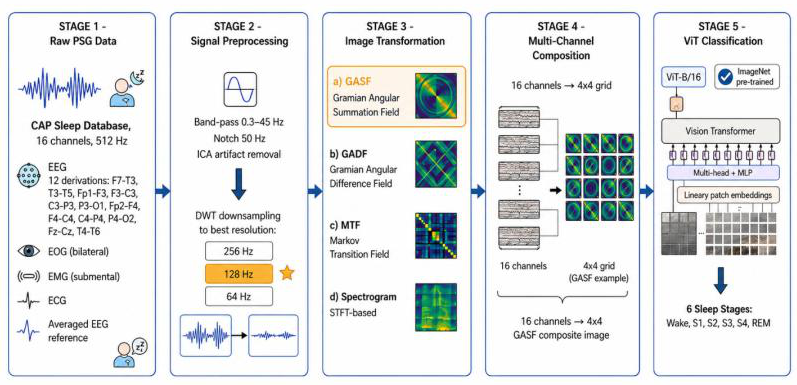 STAGE 1 -
Raw PSG Data
CAP Sleep Database,
16 channels, 512 Hz
EEG
12 derivations: F7-T3,
T3-T5, Fp1-F3, F3-C3,
C3-P3, P3-O1, Fp2-F4,
F4-C4, C4-P4, P4-O2,
Fz-Cz, T4-T6
EOG (bilateral)
EMG (submental)
ECG
Averaged EEG
reference
STAGE 2 -
Signal Preprocessing
Band-pass 0.3–45 Hz
Notch 50 Hz
ICA artifact removal
DWT downsampling
to best resolution:
256 Hz
128 Hz
64 Hz
STAGE 3 -
Image Transformation
a) GASF
Gramian Angular
Summation Field
b) GADF
Gramian Angular
Difference Field
c) MTF
Markov
Transition Field
d) Spectrogram
STFT-based
STAGE 4 -
Multi-Channel
Composition
16 channels → 4x4 grid
16 channels
4x4 grid
(GASF example)
16 channels → 4x4
GASF composite image
STAGE 5 -
ViT Classification
ViT-B/16
ImageNet
pre-trained
Vision Transformer
Multi-head + MLP
Lineary patch embeddings
6 Sleep Stages:
Wake, S1, S2, S3, S4, REM